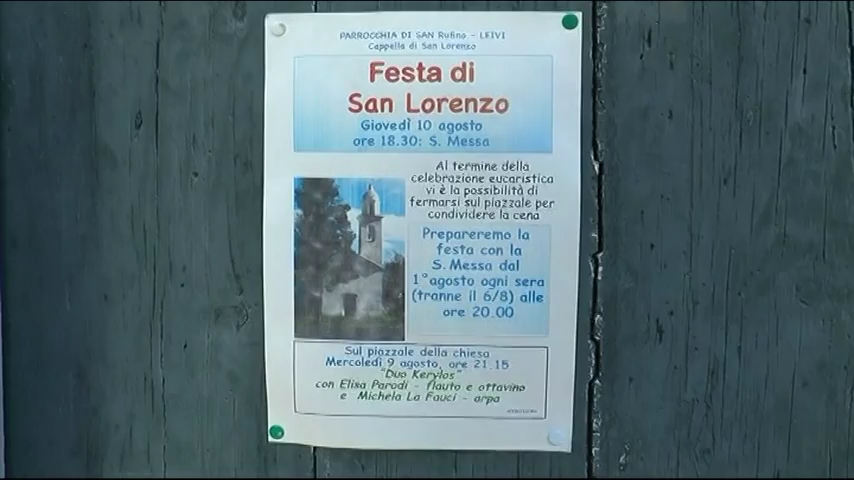 PARROCCHIA DI SAN Rufino - LEIVI
Cappella di San Lorenzo
Festa di
San Lorenzo
Giovedì 10 agosto
ore 18.30: S. Messa
Al termine della
celebrazione eucaristica
vi è la possibilità di
fermarsi sul piazzale per
condividere la cena
Prepareremo la
festa con la
S. Messa dal
1° agosto ogni sera
(tranne il 6/8) alle
ore 20.00
Sul piazzale della chiesa
Mercoledì 9 agosto, ore 21.15
"Duo Kerylos"
con Elisa Parodi - flauto e ottavino
e Michela La Fauci - arpa